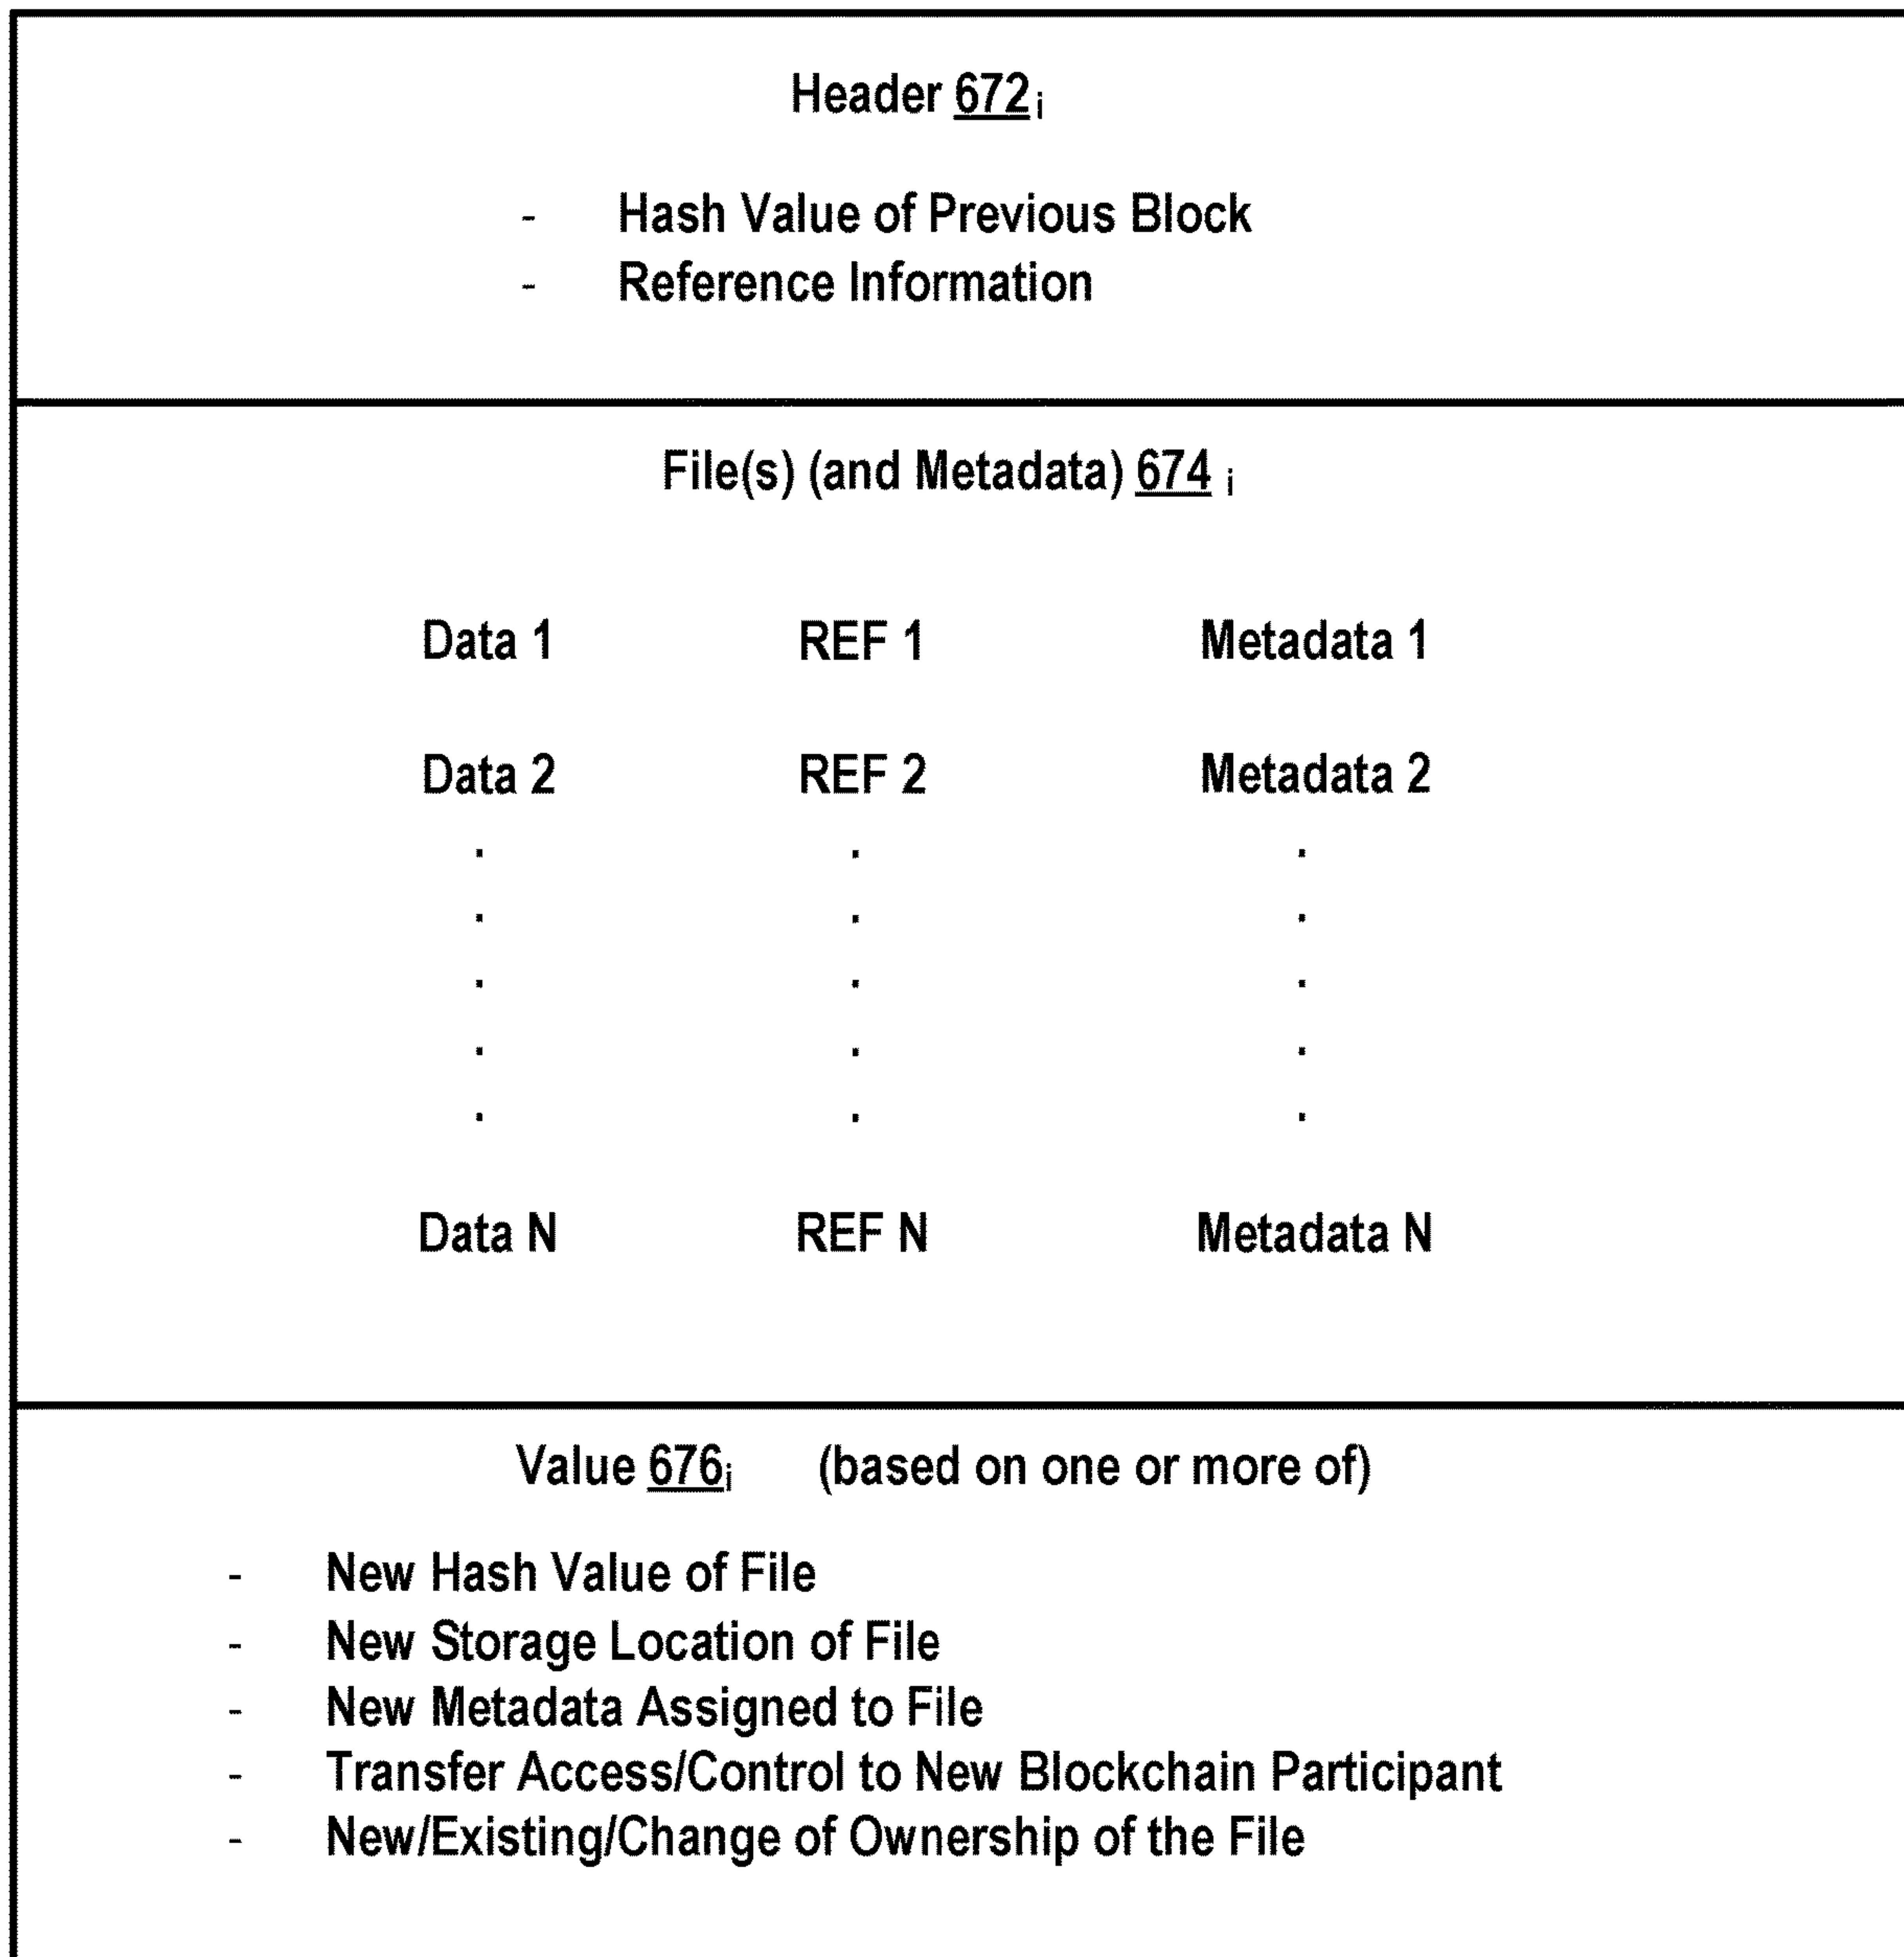 Header 672i
- Hash Value of Previous Block
- Reference Information
File(s) (and Metadata) 674 i
Data 1 REF 1 Metadata 1
Data 2 REF 2 Metadata 2
. . .
. . .
. . .
. . .
. . .
Data N REF N Metadata N
Value 676i (based on one or more of)
- New Hash Value of File
- New Storage Location of File
- New Metadata Assigned to File
- Transfer Access/Control to New Blockchain Participant
- New/Existing/Change of Ownership of the File